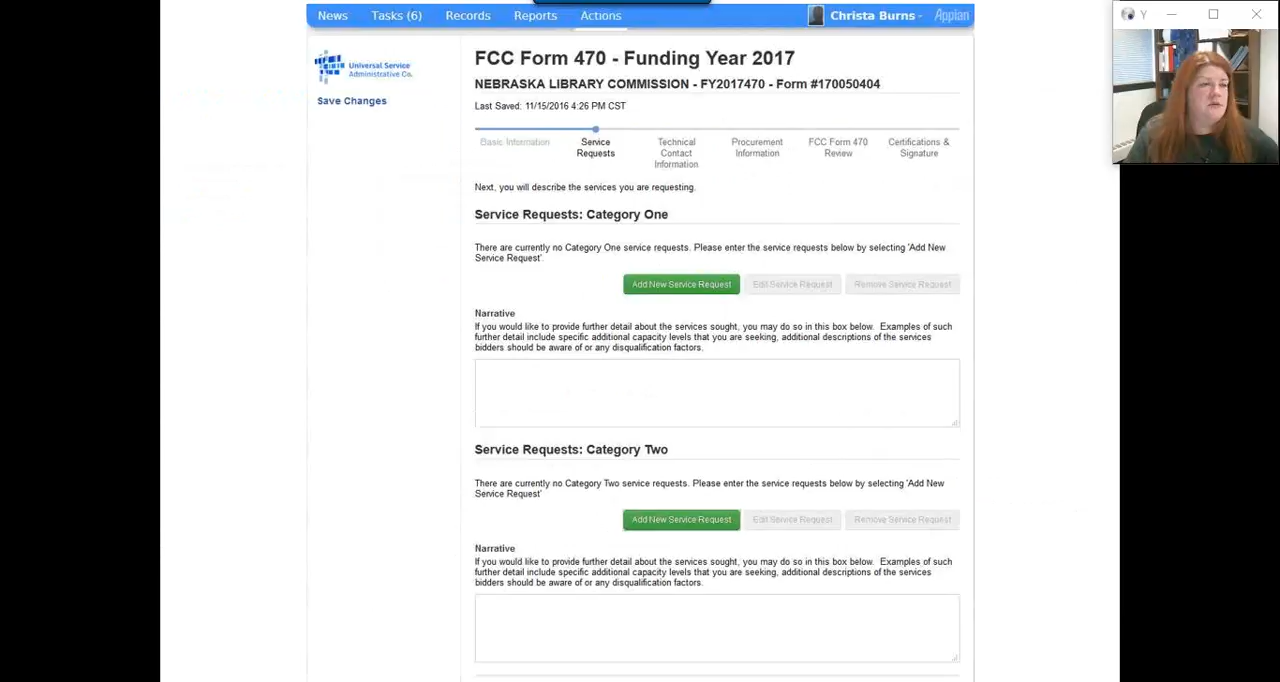 News Tasks (6) Records Reports Actions Christa Burns Appian
Y
Universal Service
Administrative Co.
Save Changes
FCC Form 470 - Funding Year 2017
NEBRASKA LIBRARY COMMISSION - FY2017470 - Form #170050404
Last Saved: 11/15/2016 4:26 PM CST
Basic Information
Service
Requests
Technical
Contact
Information
Procurement
Information
FCC Form 470
Review
Certifications &
Signature
Next, you will describe the services you are requesting.
Service Requests: Category One
There are currently no Category One service requests. Please enter the service requests below by selecting 'Add New
Service Request'.
Add New Service Request Edit Service Request Remove Service Request
Narrative
If you would like to provide further detail about the services sought, you may do so in this box below. Examples of such
further detail include specific additional capacity levels that you are seeking, additional descriptions of the services
bidders should be aware of or any disqualification factors.
Service Requests: Category Two
There are currently no Category Two service requests. Please enter the service requests below by selecting 'Add New
Service Request'
Add New Service Request Edit Service Request Remove Service Request
Narrative
If you would like to provide further detail about the services sought, you may do so in this box below. Examples of such
further detail include specific additional capacity levels that you are seeking, additional descriptions of the services
bidders should be aware of or any disqualification factors.